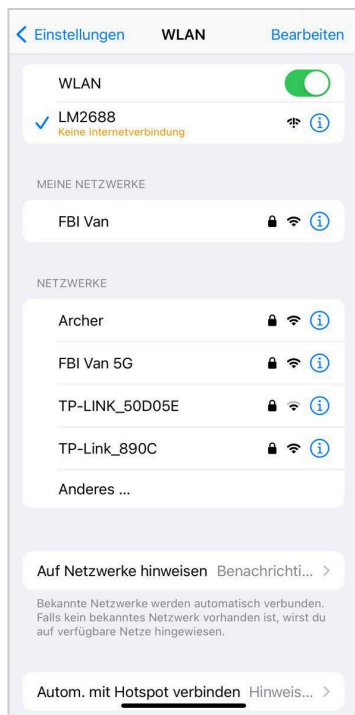 Einstellungen WLAN Bearbeiten
WLAN
LM2688
Keine Internetverbindung
MEINE NETZWERKE
FBI Van
NETZWERKE
Archer
FBI Van 5G
TP-LINK_50D05E
TP-Link_890C
Anderes ...
Auf Netzwerke hinweisen Benachrichti... >
Bekannte Netzwerke werden automatisch verbunden.
Falls kein bekanntes Netzwerk vorhanden ist, wirst du
auf verfügbare Netze hingewiesen.
Autom. mit Hotspot verbinden Hinweis... >